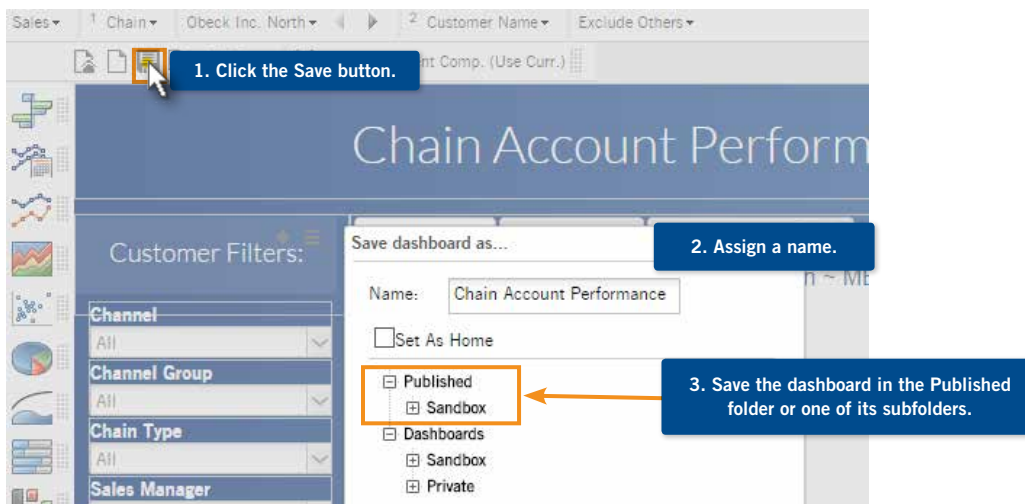 Sales 1 Chain Obeck Inc. North 2 Customer Name Exclude Others
1. Click the Save button.
nt Comp. (Use Curr.)
Chain Account Perform
Customer Filters:
Save dashboard as...
2. Assign a name.
Name: Chain Account Performance
Set As Home
Channel
All
Channel Group
All
Chain Type
All
Sales Manager
Published
Sandbox
Dashboards
Sandbox
Private
3. Save the dashboard in the Published
folder or one of its subfolders.